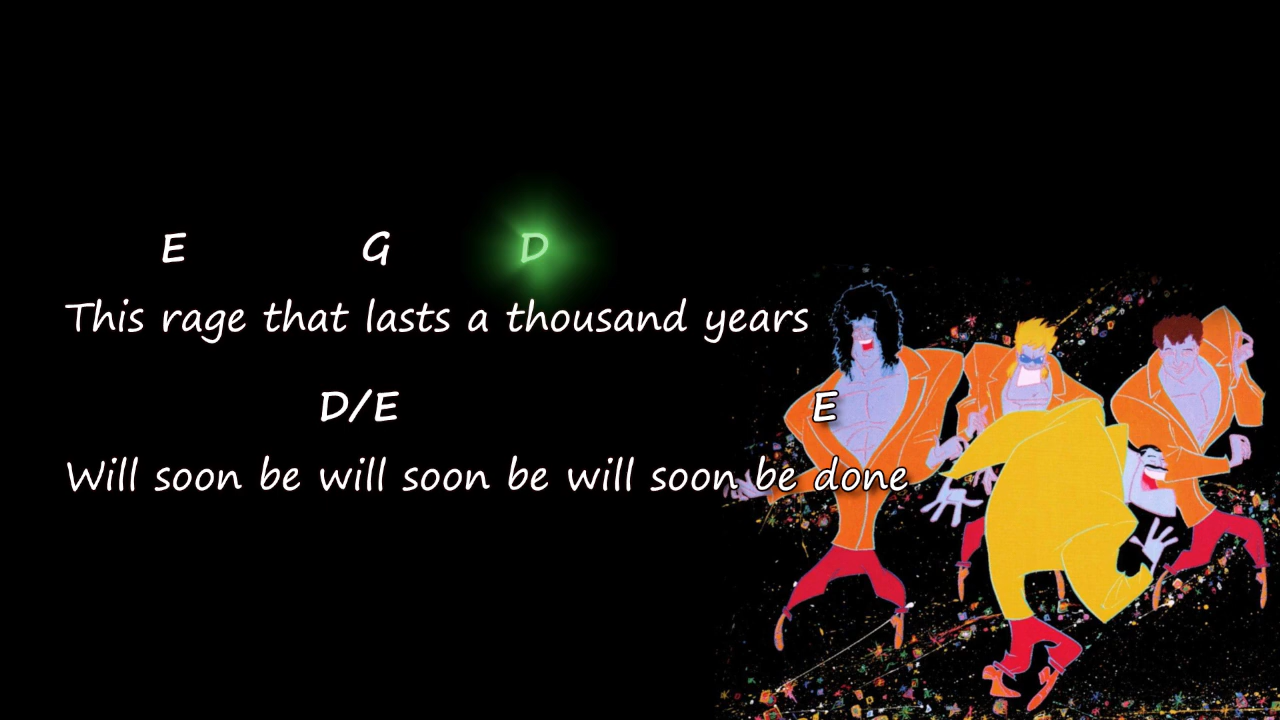 E G D
This rage that lasts a thousand years
D/E E
Will soon be will soon be will soon be done